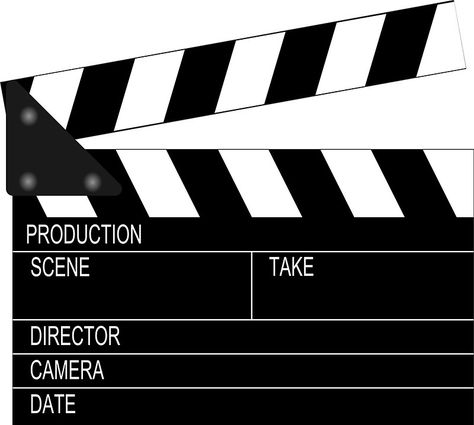 PRODUCTION
SCENE TAKE
DIRECTOR
CAMERA
DATE